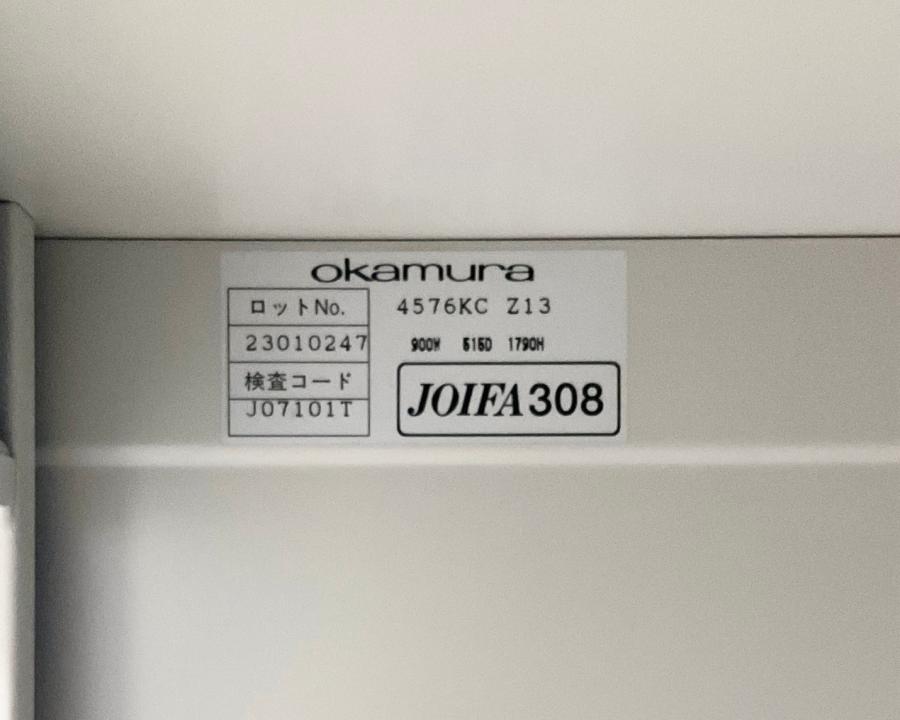 okamura
ロットNo.
4576KC Z13
23010247
900W 515D 1790H
検査コード
J07101T
JOIFA308